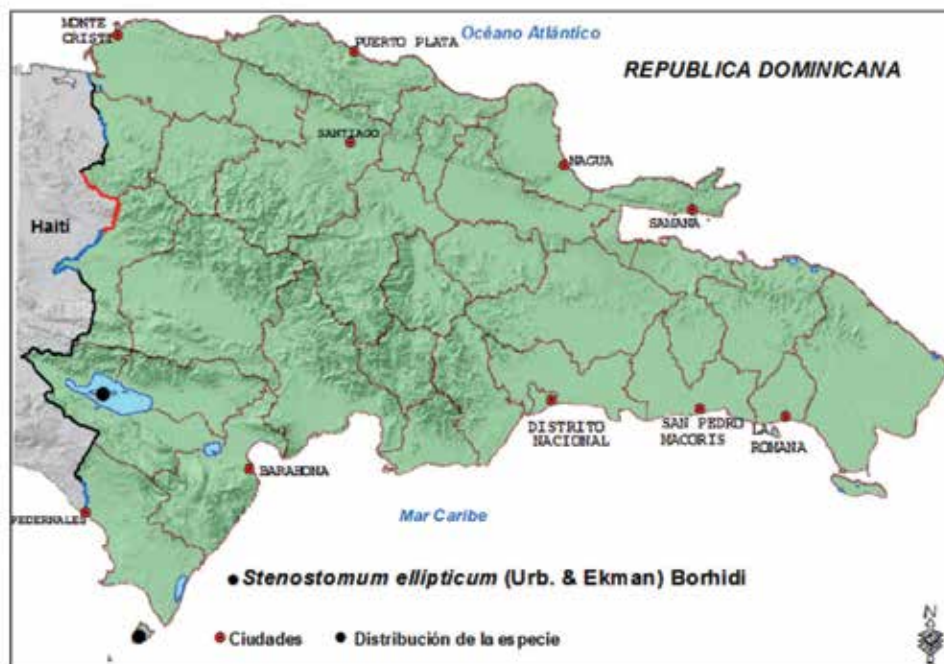 MONTE
CRISTI
Océano Atlántico
PUERTO PLATA
REPUBLICA DOMINICANA
SANTIAGO
NAGUA
SAMANA
Haití
DISTRITO
NACIONAL
SAN PEDRO
MACORIS
LA
ROMANA
BARAHONA
PEDERNALES
Mar Caribe
Stenostomum ellipticum (Urb. & Ekman) Borhidi
Ciudades
Distribución de la especie